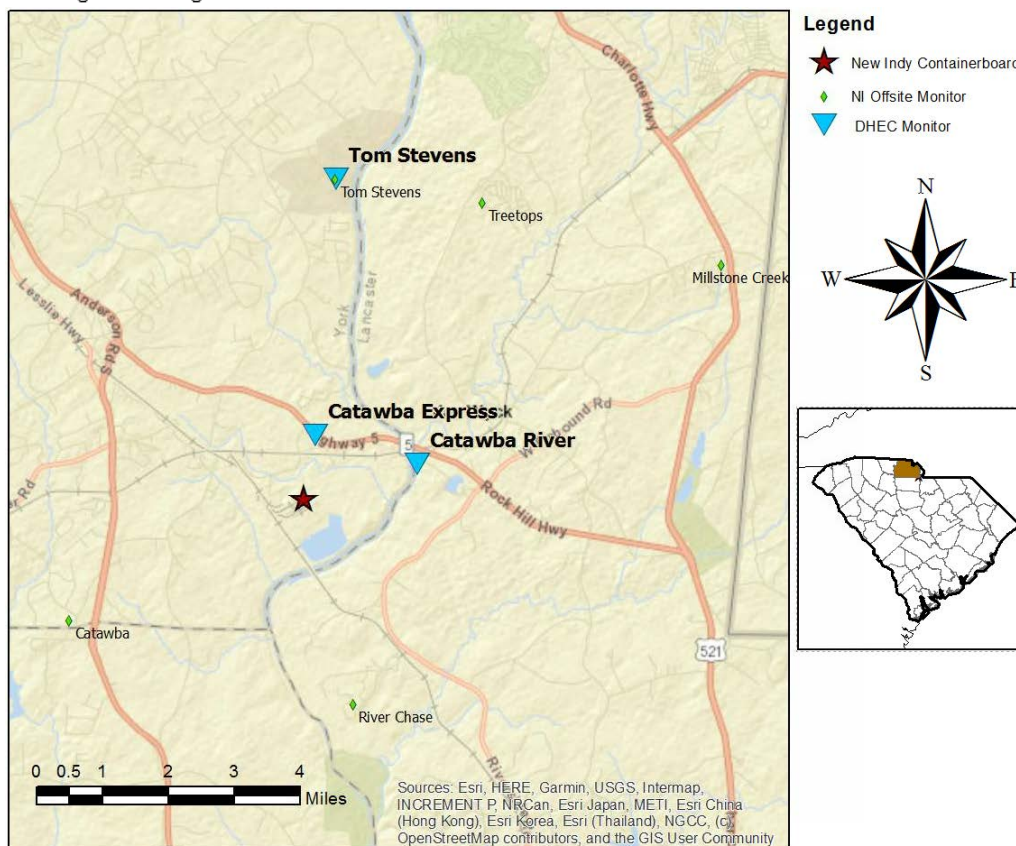 Legend
New Indy Containerboard
NI Offsite Monitor
DHEC Monitor
N
W
E
S
Charlotte Hwy
Tom Stevens
Tom Stevens
Treetops
Millstone Creek
York
Lancaster
Lesslie Hwy
Anderson Rd S
Catawba Express
Highway 5
5
Catawba River
Rd
Rock Hill Hwy
er Rd
Catawba
521
River Chase
0 0.5 1 2 3 4
Miles
Sources: Esri, HERE, Garmin, USGS, Intermap,
INCREMENT P, NRCan, Esri Japan, METI, Esri China
(Hong Kong), Esri Korea, Esri (Thailand), NGCC, (c)
OpenStreetMap contributors, and the GIS User Community